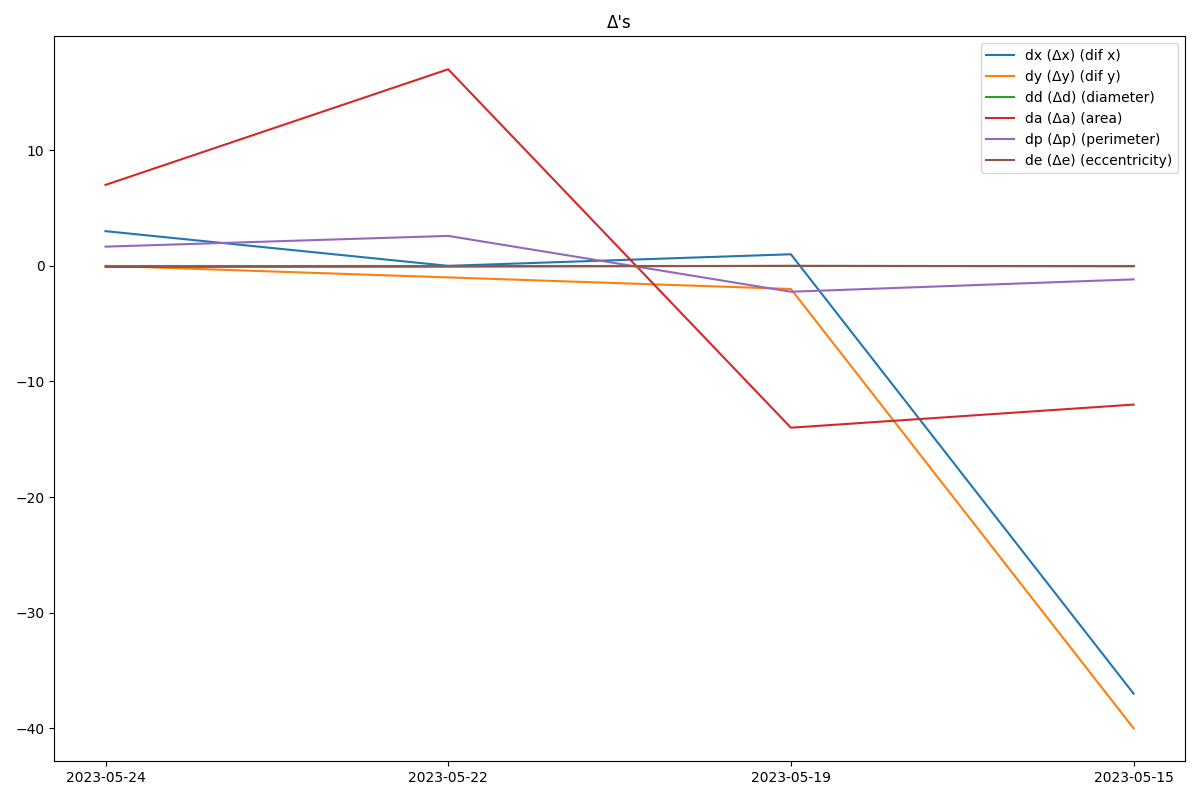 Δ's
dx (Δx) (dif x)
dy (Δy) (dif y)
dd (Δd) (diameter)
da (Δa) (area)
dp (Δp) (perimeter)
de (Δe) (eccentricity)
10
0
−10
−20
−30
−40
2023-05-24 2023-05-22 2023-05-19 2023-05-15